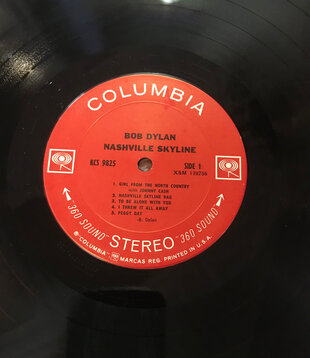 COLUMBIA
BOB DYLAN
NASHVILLE SKYLINE
KCS 9825
SIDE 1
XSM 139756
1. GIRL FROM THE NORTH COUNTRY
with JOHNNY CASH
2. NASHVILLE SKYLINE RAG
3. TO BE ALONE WITH YOU
4. I THREW IT ALL AWAY
5. PEGGY DAY
-B. Dylan-
"360 SOUND" STEREO "360 SOUND"
® "COLUMBIA" MARCAS REG. PRINTED IN U.S.A.